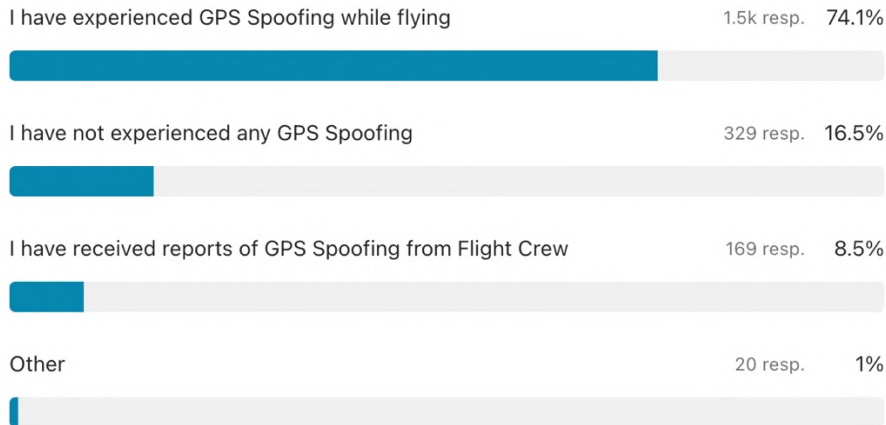 I have experienced GPS Spoofing while flying 1.5k resp. 74.1%
I have not experienced any GPS Spoofing 329 resp. 16.5%
I have received reports of GPS Spoofing from Flight Crew 169 resp. 8.5%
Other 20 resp. 1%